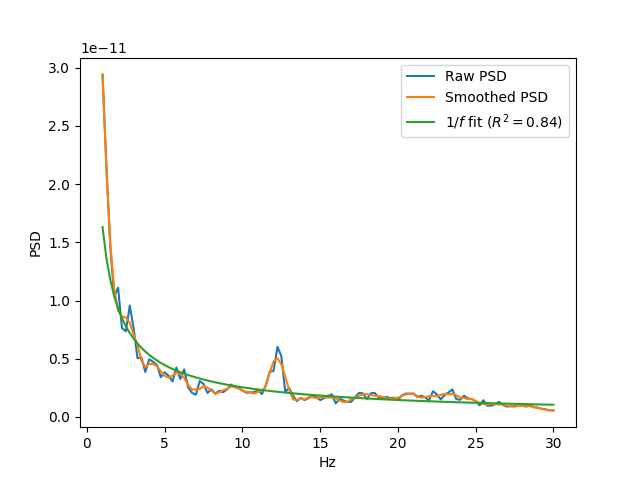 1e−11
3.0
2.5
2.0
1.5
1.0
0.5
0.0
PSD
Raw PSD
Smoothed PSD
1/f fit (R² = 0.84)
0 5 10 15 20 25 30
Hz